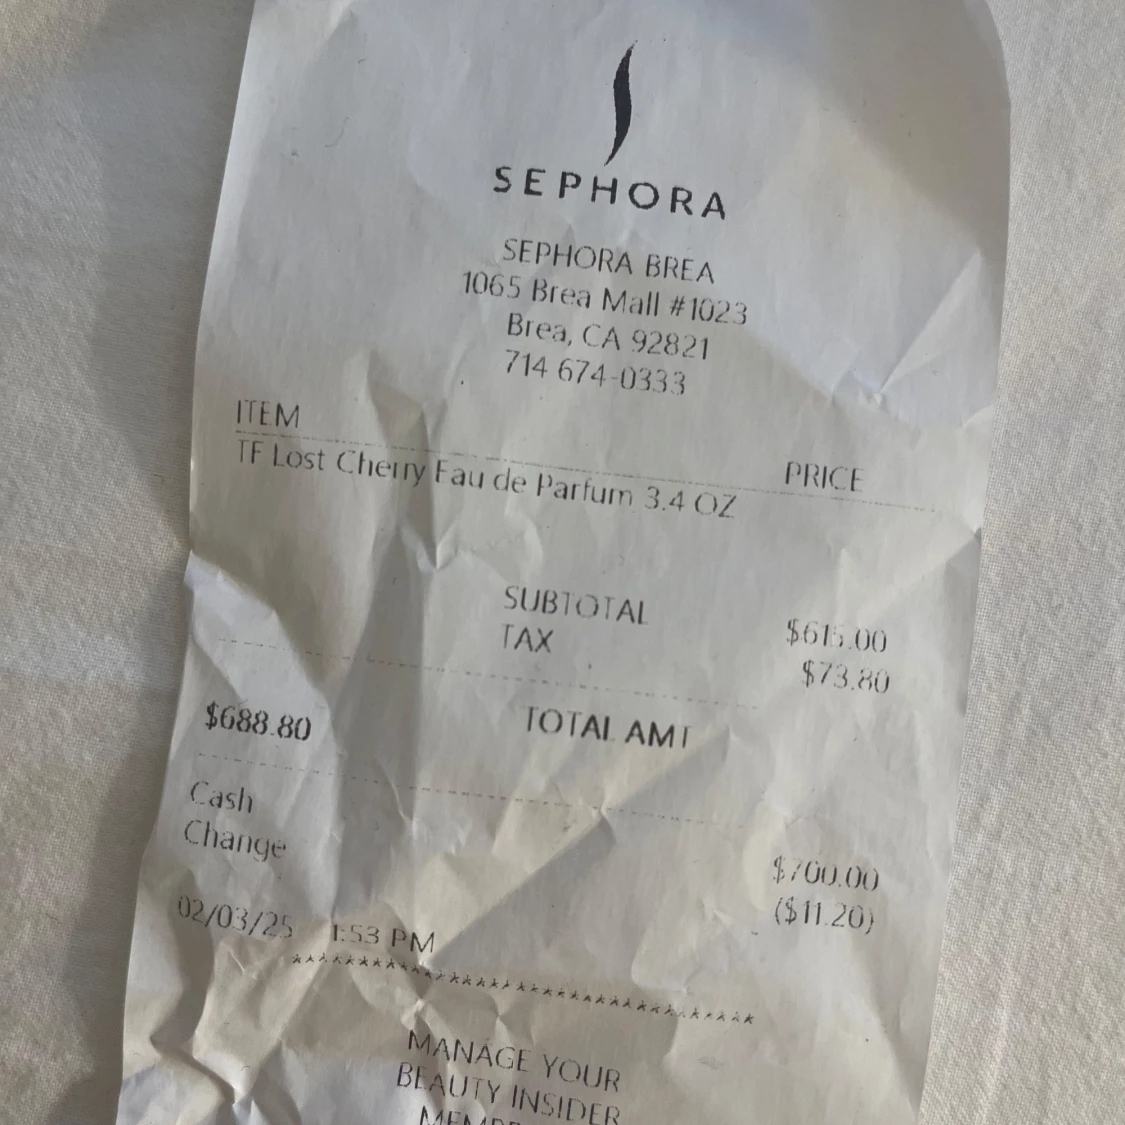 SEPHORA
SEPHORA BREA
1065 Brea Mall #1023
Brea, CA 92821
714 674-0333
ITEM PRICE
TF Lost Cherry Eau de Parfum 3.4 OZ
SUBTOTAL $615.00
TAX $73.80
$688.80 TOTAL AMT
Cash $700.00
Change ($11.20)
02/03/25 1:53 PM
************************************
MANAGE YOUR
BEAUTY INSIDER